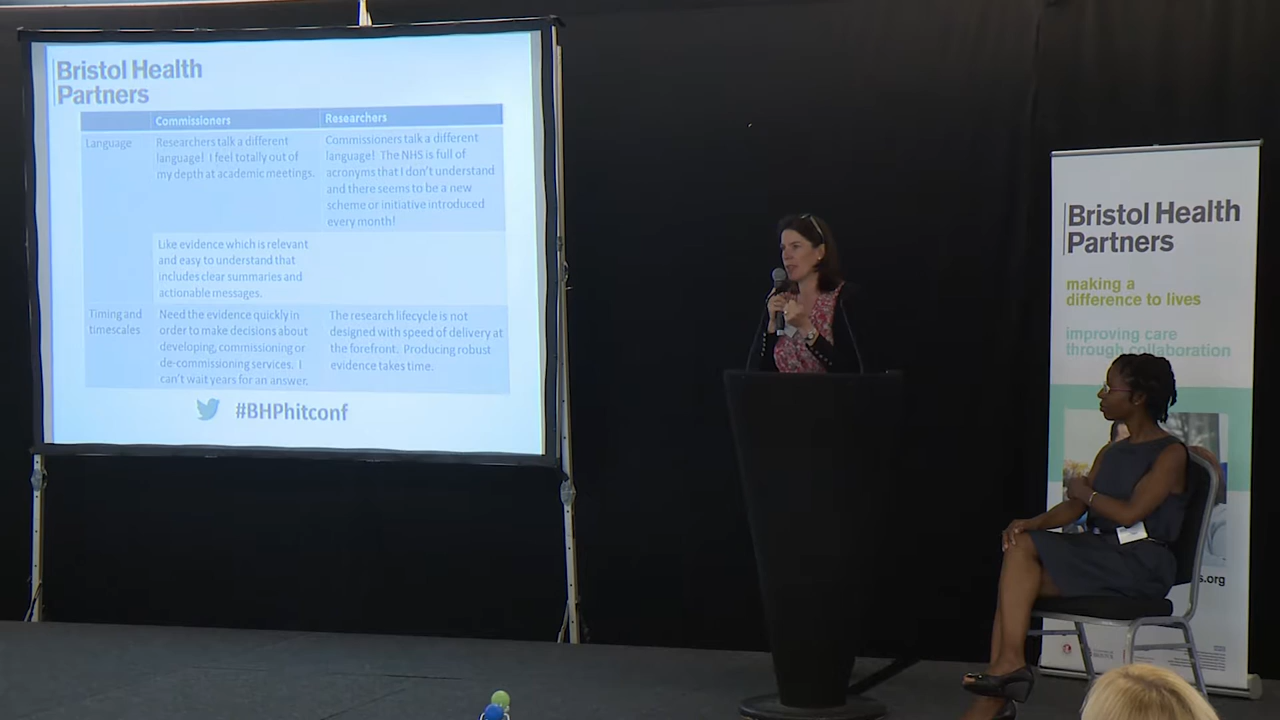 Bristol Health
Partners
Commissioners
Researchers
Language
Researchers talk a different
language! I feel totally out of
my depth at academic meetings.
Commissioners talk a different
language! The NHS is full of
acronyms that I don't understand
and there seems to be a new
scheme or initiative introduced
every month!
Like evidence which is relevant
and easy to understand that
includes clear summaries and
actionable messages.
Timing and
timescales
Need the evidence quickly in
order to make decisions about
developing, commissioning or
de-commissioning services. I
can't wait years for an answer.
The research lifecycle is not
designed with speed of delivery at
the forefront. Producing robust
evidence takes time.
#BHPhitconf
Bristol Health
Partners
making a
difference to lives
improving care
through collaboration
s.org